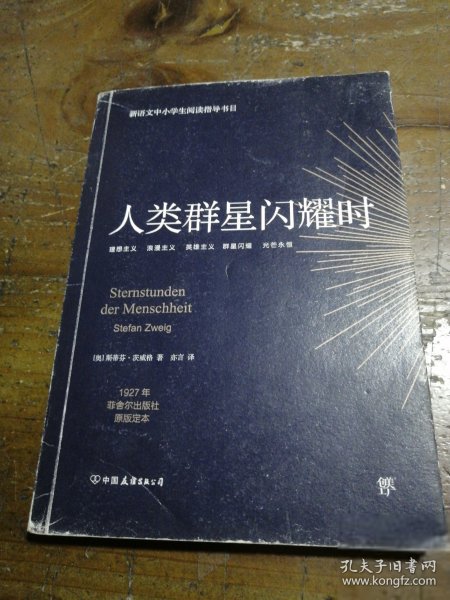 新语文中小学生阅读指导书目
人类群星闪耀时
理想主义 浪漫主义 英雄主义 群星闪耀 光芒永恒
Sternstunden
der Menschheit
Stefan Zweig
[奥]斯蒂芬·茨威格 著 亦言 译
1927年
菲舍尔出版社
原版定本
中国友谊出版公司
孔夫子旧书网
www.kongfz.com